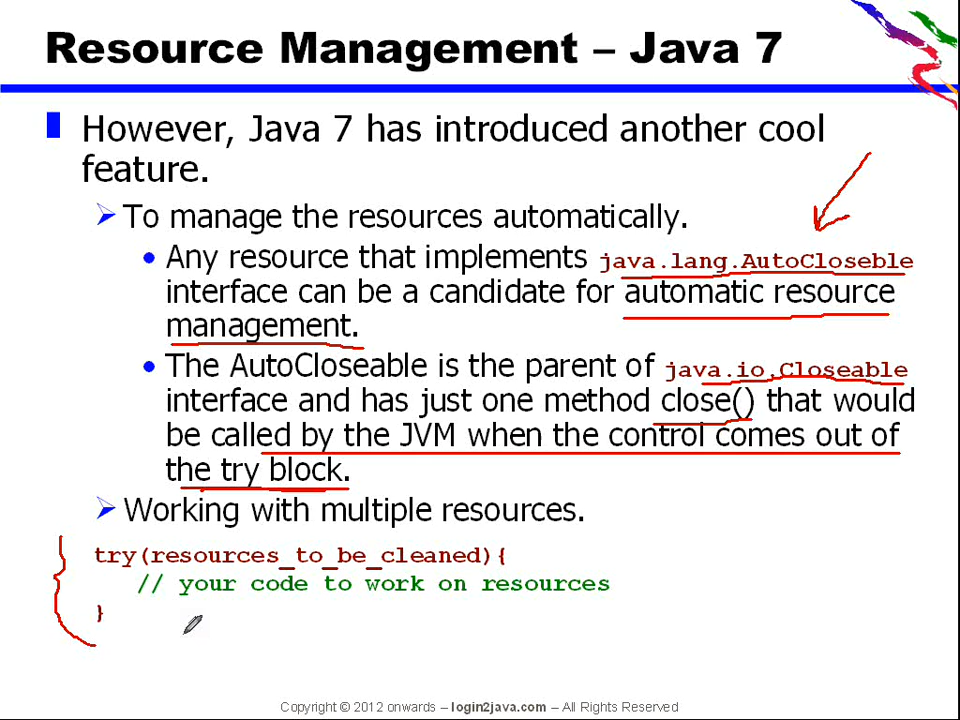 Resource Management – Java 7
However, Java 7 has introduced another cool
feature.
To manage the resources automatically.
Any resource that implements java.lang.AutoCloseble
interface can be a candidate for automatic resource
management.
The AutoCloseable is the parent of java.io.Closeable
interface and has just one method close() that would
be called by the JVM when the control comes out of
the try block.
Working with multiple resources.
try(resources_to_be_cleaned){
// your code to work on resources
}
Copyright © 2012 onwards – login2java.com – All Rights Reserved